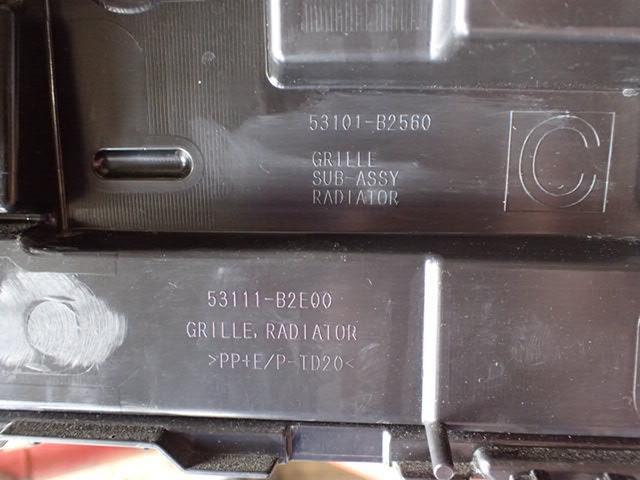 53101-B2560
GRILLE
SUB-ASSY
RADIATOR
C
53111-B2E00
GRILLE, RADIATOR
>PP+E/P-TD20<